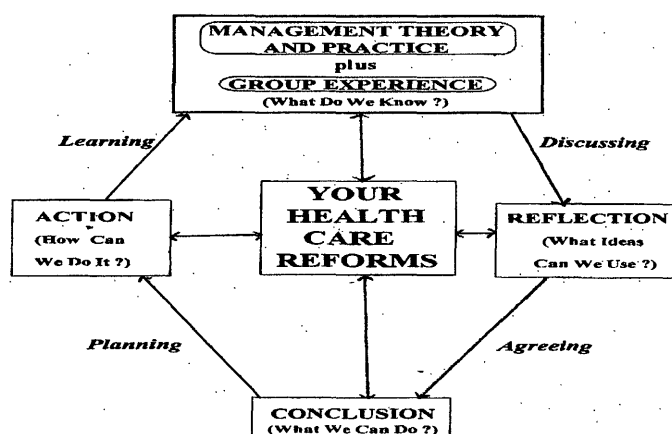 MANAGEMENT THEORY
AND PRACTICE
plus
GROUP EXPERIENCE
(What Do We Know ?)
Learning
Discussing
ACTION
(How Can
We Do It ?)
YOUR
HEALTH
CARE
REFORMS
REFLECTION
(What Ideas
Can We Use ?)
Planning
Agreeing
CONCLUSION
(What We Can Do ?)